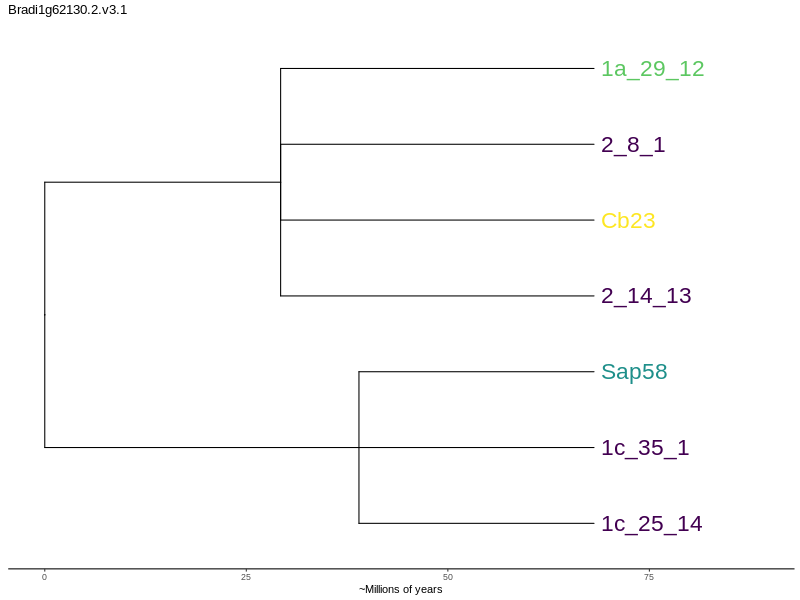 Bradi1g62130.2.v3.1
1a_29_12
2_8_1
Cb23
2_14_13
Sap58
1c_35_1
1c_25_14
0 25 50 75
~Millions of years